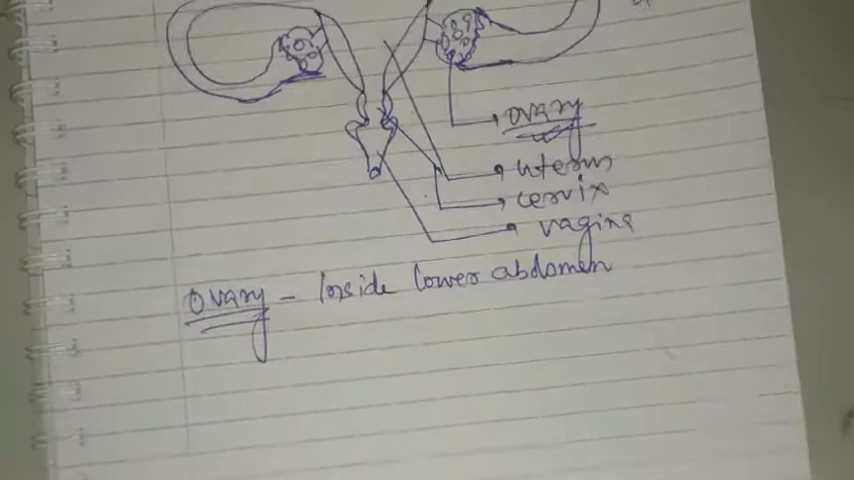 ovary
uterus
cervix
vagina
ovary - Inside lower abdomen